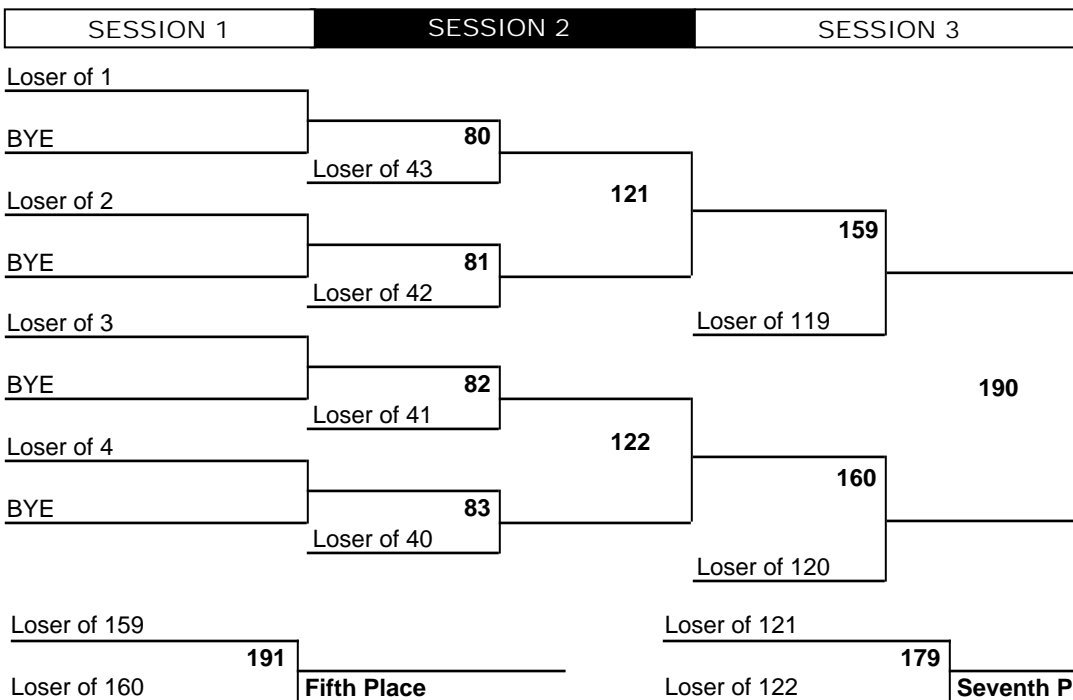 SESSION 1 SESSION 2 SESSION 3
Loser of 1
BYE 80
Loser of 43
121
Loser of 2
159
BYE 81
Loser of 42
Loser of 3 Loser of 119
BYE 82 190
Loser of 41
122
Loser of 4
160
BYE 83
Loser of 40
Loser of 120
Loser of 159 Loser of 121
191 179
Loser of 160 Fifth Place Loser of 122 Seventh P